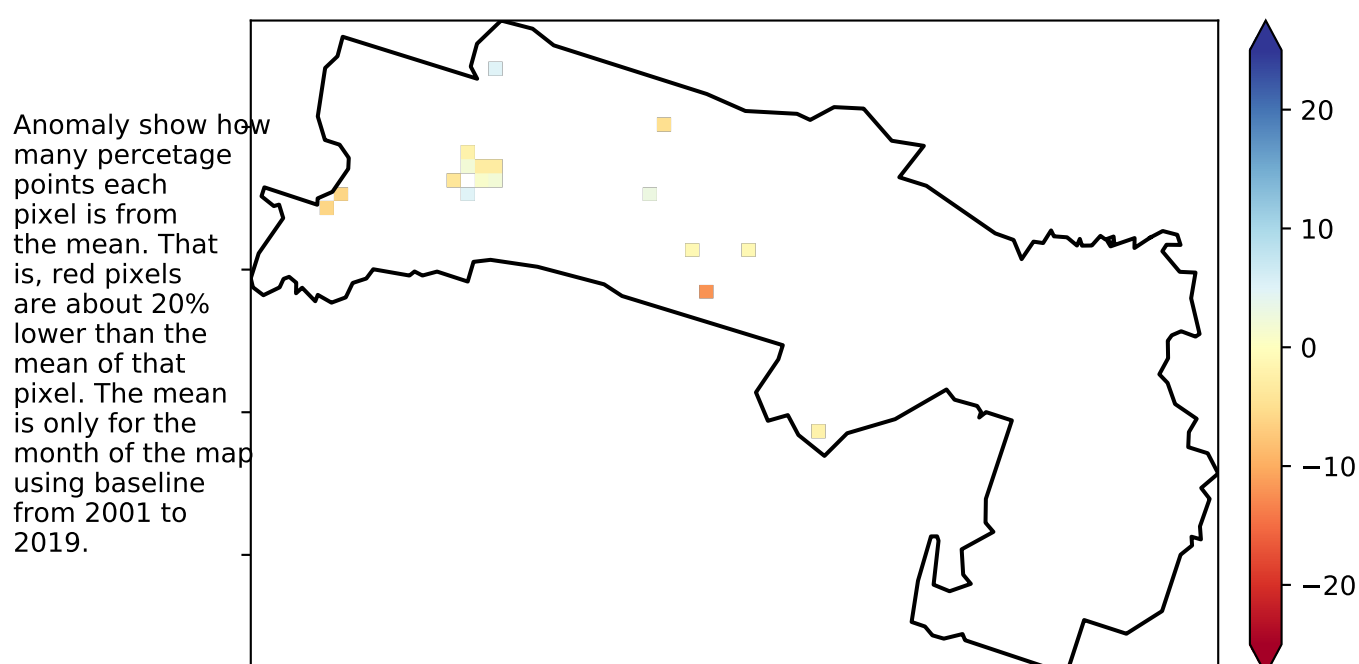 Anomaly show how
many percetage
points each
pixel is from
the mean. That
is, red pixels
are about 20%
lower than the
mean of that
pixel. The mean
is only for the
month of the map
using baseline
from 2001 to
2019.
20
10
0
−10
−20